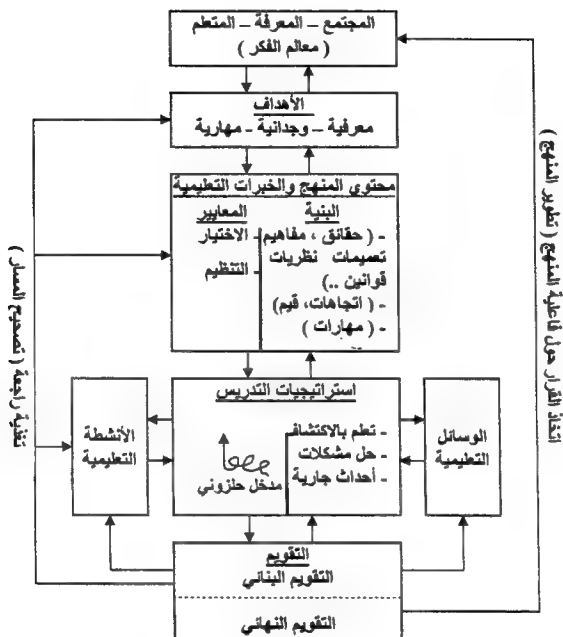 المجتمع – المعرفة – المتعلم
( معالم الفكر )
الأهداف
معرفية – وجدانية - مهارية
محتوي المنهج والخبرات التعليمية
البنية
- ( حقائق ، مفاهيم
تعميمات نظريات
قوانين ..)
- ( اتجاهات، قيم)
- ( مهارات )
المعايير
- الاختيار
- التنظيم
استراتيجيات التدريس
- تعلم بالاكتشاف
- حل مشكلات
- أحداث جارية
مدخل حلزوني
الوسائل
التعليمية
الأنشطة
التعليمية
التقويم
التقويم البنائي
التقويم النهائي
اتخاذ القرار حول فاعلية المنهج ( تطوير المنهج )
تغذية راجعة ( تصحيح المسار )